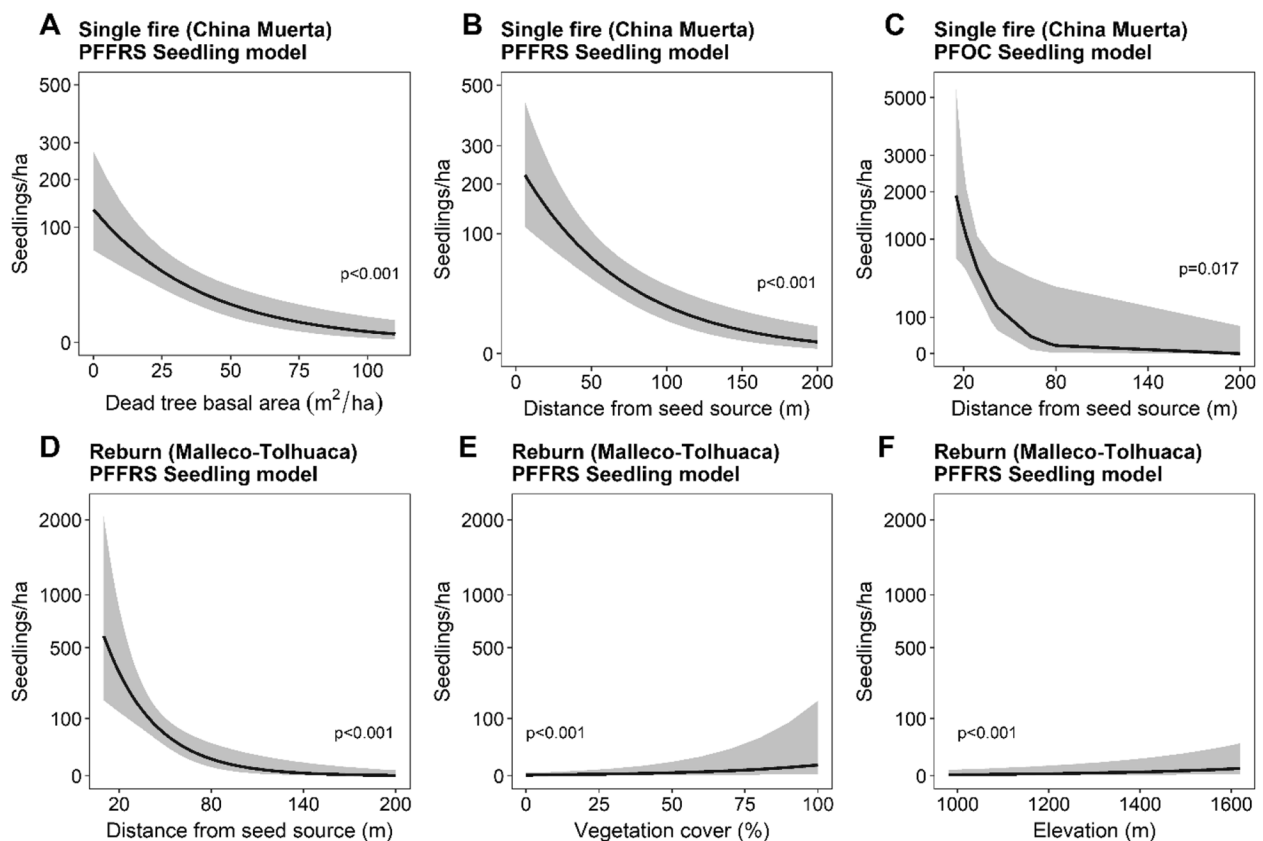 A Single fire (China Muerta)
PFFRS Seedling model
500
300
200
100
0
Seedlings/ha
p<0.001
0 25 50 75 100
Dead tree basal area (m²/ha)
B Single fire (China Muerta)
PFFRS Seedling model
500
300
200
100
0
Seedlings/ha
p<0.001
0 50 100 150 200
Distance from seed source (m)
C Single fire (China Muerta)
PFOC Seedling model
5000
3000
2000
1000
100
0
Seedlings/ha
p=0.017
20 80 140 200
Distance from seed source (m)
D Reburn (Malleco-Tolhuaca)
PFFRS Seedling model
2000
1000
500
100
0
Seedlings/ha
p<0.001
20 80 140 200
Distance from seed source (m)
E Reburn (Malleco-Tolhuaca)
PFFRS Seedling model
2000
1000
500
100
0
Seedlings/ha
p<0.001
0 25 50 75 100
Vegetation cover (%)
F Reburn (Malleco-Tolhuaca)
PFFRS Seedling model
2000
1000
500
100
0
Seedlings/ha
p<0.001
1000 1200 1400 1600
Elevation (m)